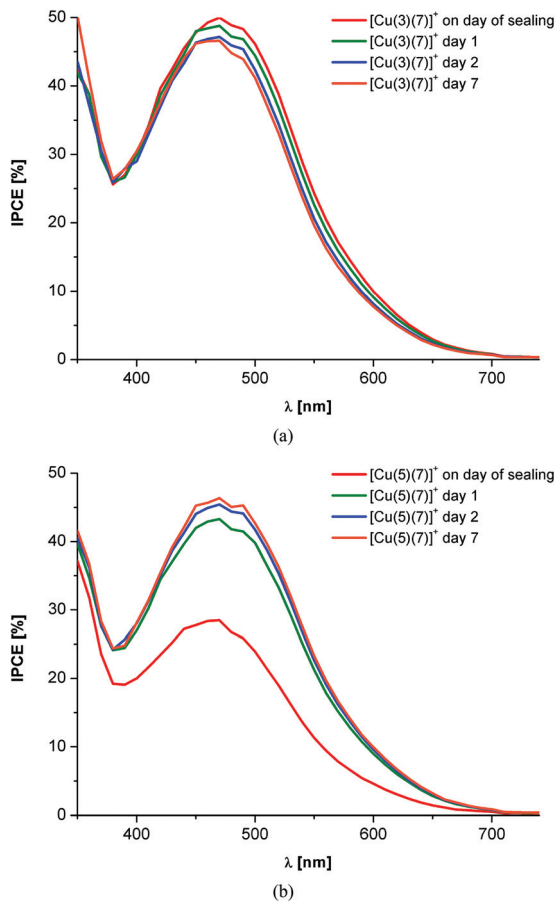 50
40
30
20
10
0
IPCE [%]
400
500
600
700
λ [nm]
[Cu(3)(7)]⁺ on day of sealing
[Cu(3)(7)]⁺ day 1
[Cu(3)(7)]⁺ day 2
[Cu(3)(7)]⁺ day 7
(a)
50
40
30
20
10
0
IPCE [%]
400
500
600
700
λ [nm]
[Cu(5)(7)]⁺ on day of sealing
[Cu(5)(7)]⁺ day 1
[Cu(5)(7)]⁺ day 2
[Cu(5)(7)]⁺ day 7
(b)